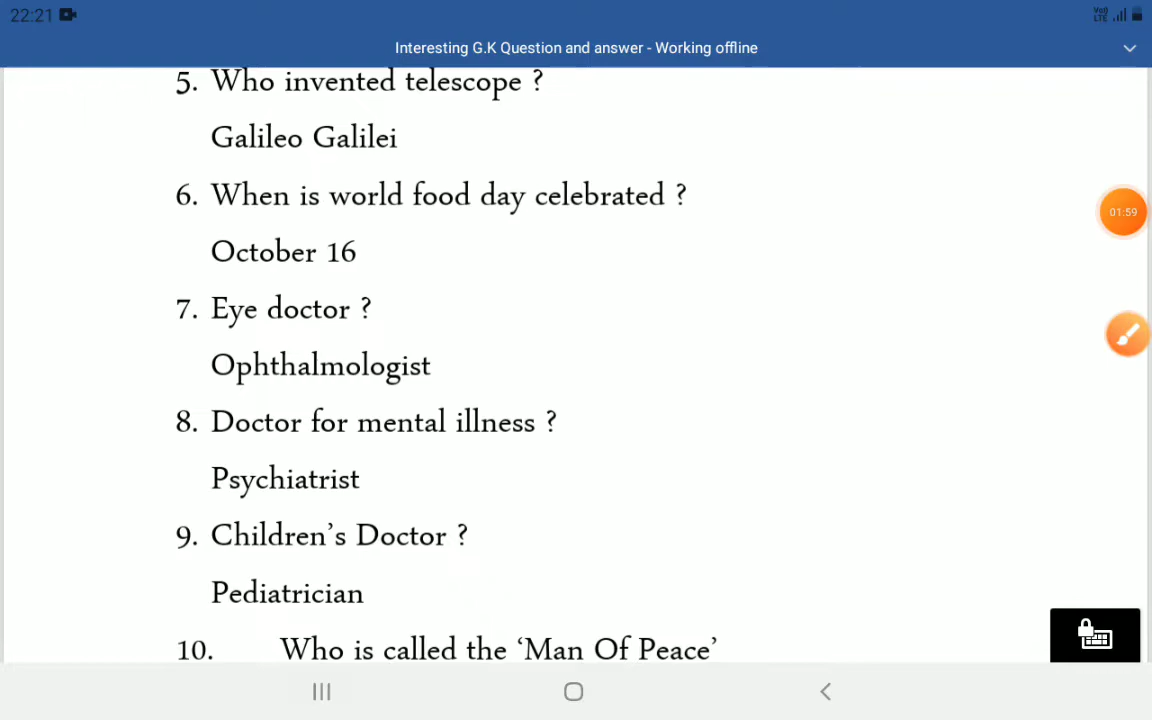 22:21
Vo)) LTE
Interesting G.K Question and answer - Working offline
5. Who invented telescope ?
Galileo Galilei
6. When is world food day celebrated ?
October 16
01:59
7. Eye doctor ?
Ophthalmologist
8. Doctor for mental illness ?
Psychiatrist
9. Children’s Doctor ?
Pediatrician
10. Who is called the ‘Man Of Peace’